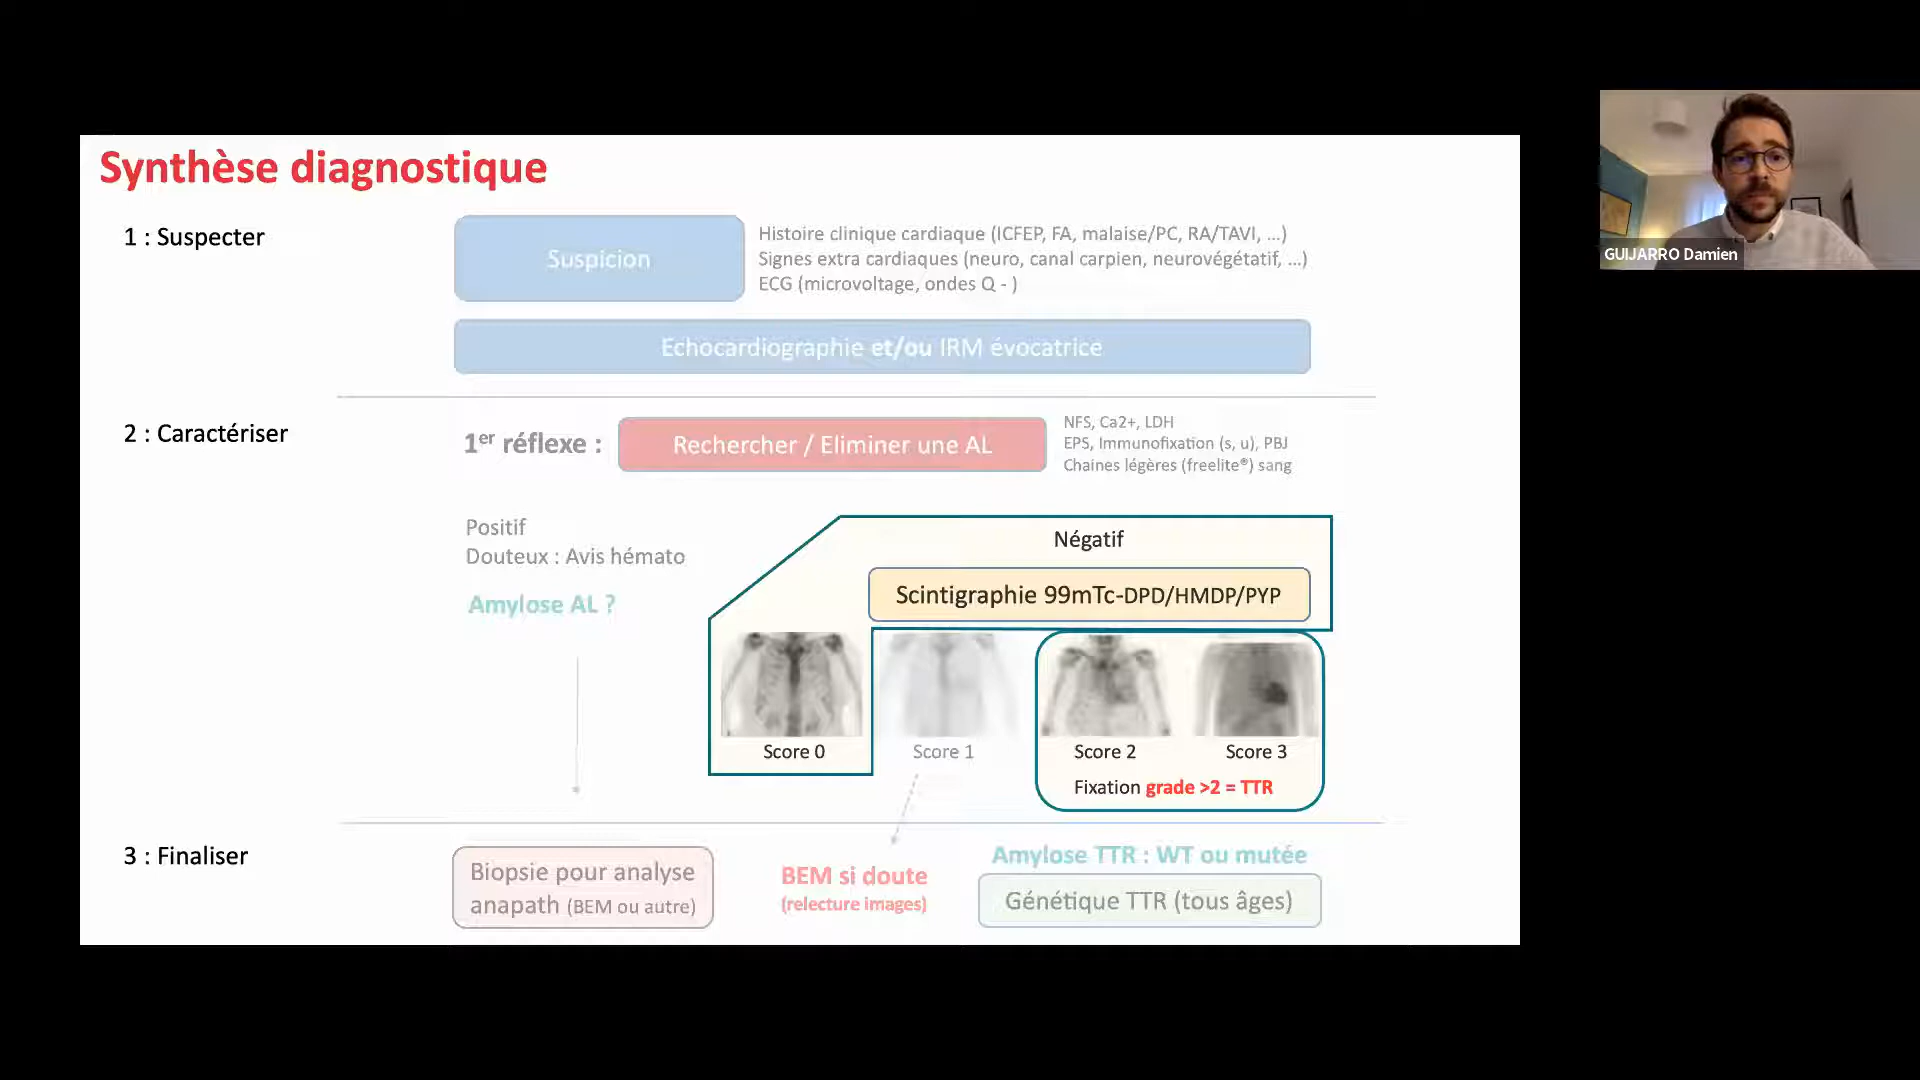 Synthèse diagnostique
1 : Suspecter
Suspicion
Histoire clinique cardiaque (ICFEP, FA, malaise/PC, RA/TAVI, ...)
Signes extra cardiaques (neuro, canal carpien, neurovégétatif, ...)
ECG (microvoltage, ondes Q - )
Echocardiographie et/ou IRM évocatrice
2 : Caractériser
1er réflexe :
Rechercher / Eliminer une AL
NFS, Ca2+, LDH
EPS, Immunofixation (s, u), PBJ
Chaines légères (freelite®) sang
Positif
Douteux : Avis hémato
Amylose AL ?
Négatif
Scintigraphie 99mTc-DPD/HMDP/PYP
Score 0
Score 1
Score 2
Score 3
Fixation grade >2 = TTR
3 : Finaliser
Biopsie pour analyse
anapath (BEM ou autre)
BEM si doute
(relecture images)
Amylose TTR : WT ou mutée
Génétique TTR (tous âges)
GUIJARRO Damien